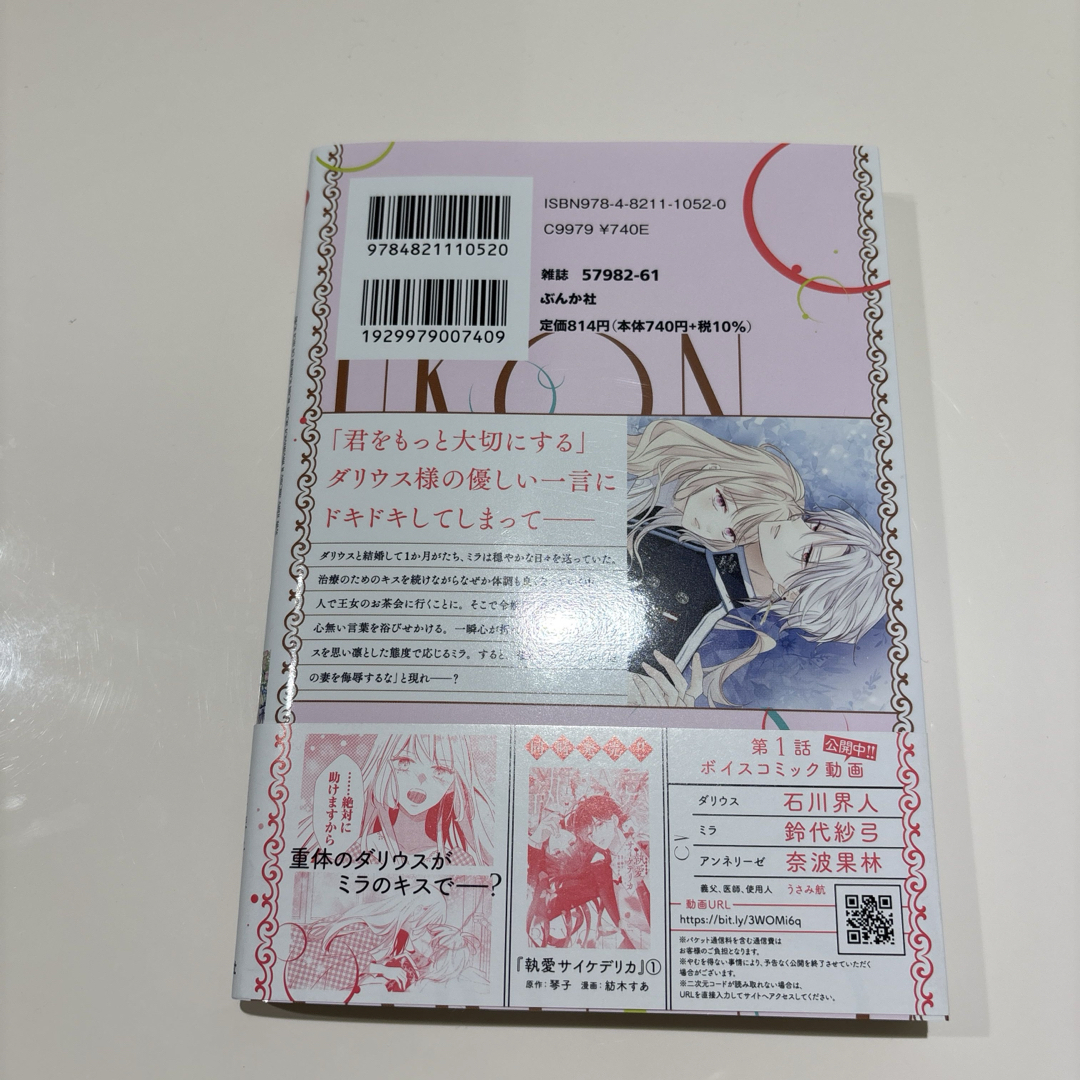 ISBN978-4-8211-1052-0
C9979 ¥740E
9784821110520
雑誌 57982-61
ぶんか社
1929979007409
定価814円(本体740円+税10%)
「君をもっと大切にする」
ダリウス様の優しい一言に
ドキドキしてしまって――
ダリウスと結婚して1か月がたち、ミラは穏やかな日々を送っていた。
治療のためのキスを続けながらなぜか体調も
人で王女のお茶会に行くことに。そこで令
心無い言葉を浴びせかける。一瞬心が折
スを思い凛とした態度で応じるミラ。すると、
の妻を侮辱するな」と現れ――?
……絶対に
助けますから
重体のダリウスが
ミラのキスで――?
『執愛サイケデリカ』①
原作：琴子 漫画：紡木すあ
第1話 公開中!!
ボイスコミック動画
CV
ダリウス 石川界人
ミラ 鈴代紗弓
アンネリーゼ 奈波果林
義父、医師、使用人 うさみ航
動画URL
https://bit.ly/3WOMi6q
※パケット通信料を含む通信費は
お客様のご負担となります。
※やむを得ない事情により、予告なく公開を終了させていただく
場合がございます。
※二次元コードが読み取れない場合は、
URLを直接入力してサイトへアクセスしてください。